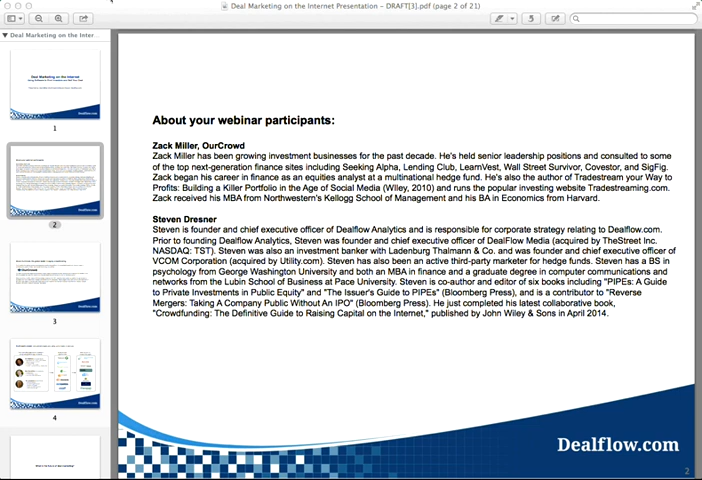 Deal Marketing on the Internet Presentation – DRAFT[3].pdf (page 2 of 21)
Deal Marketing on the Inter...
Deal Marketing on the Internet
Dealflow.com
1
Dealflow.com
2
Dealflow.com
3
Dealflow.com
4
About your webinar participants:
Zack Miller, OurCrowd
Zack Miller has been growing investment businesses for the past decade. He's held senior leadership positions and consulted to some
of the top next-generation finance sites including Seeking Alpha, Lending Club, LearnVest, Wall Street Survivor, Covestor, and SigFig.
Zack began his career in finance as an equities analyst at a multinational hedge fund. He's also the author of Tradestream your Way to
Profits: Building a Killer Portfolio in the Age of Social Media (Wiley, 2010) and runs the popular investing website Tradestreaming.com.
Zack received his MBA from Northwestern's Kellogg School of Management and his BA in Economics from Harvard.
Steven Dresner
Steven is founder and chief executive officer of Dealflow Analytics and is responsible for corporate strategy relating to Dealflow.com.
Prior to founding Dealflow Analytics, Steven was founder and chief executive officer of DealFlow Media (acquired by TheStreet Inc.
NASDAQ: TST). Steven was also an investment banker with Ladenburg Thalmann & Co. and was founder and chief executive officer of
VCOM Corporation (acquired by Utility.com). Steven has also been an active third-party marketer for hedge funds. Steven has a BS in
psychology from George Washington University and both an MBA in finance and a graduate degree in computer communications and
networks from the Lubin School of Business at Pace University. Steven is co-author and editor of six books including "PIPEs: A Guide
to Private Investments in Public Equity" and "The Issuer's Guide to PIPEs" (Bloomberg Press), and is a contributor to "Reverse
Mergers: Taking A Company Public Without An IPO" (Bloomberg Press). He just completed his latest collaborative book,
"Crowdfunding: The Definitive Guide to Raising Capital on the Internet," published by John Wiley & Sons in April 2014.
Dealflow.com
2